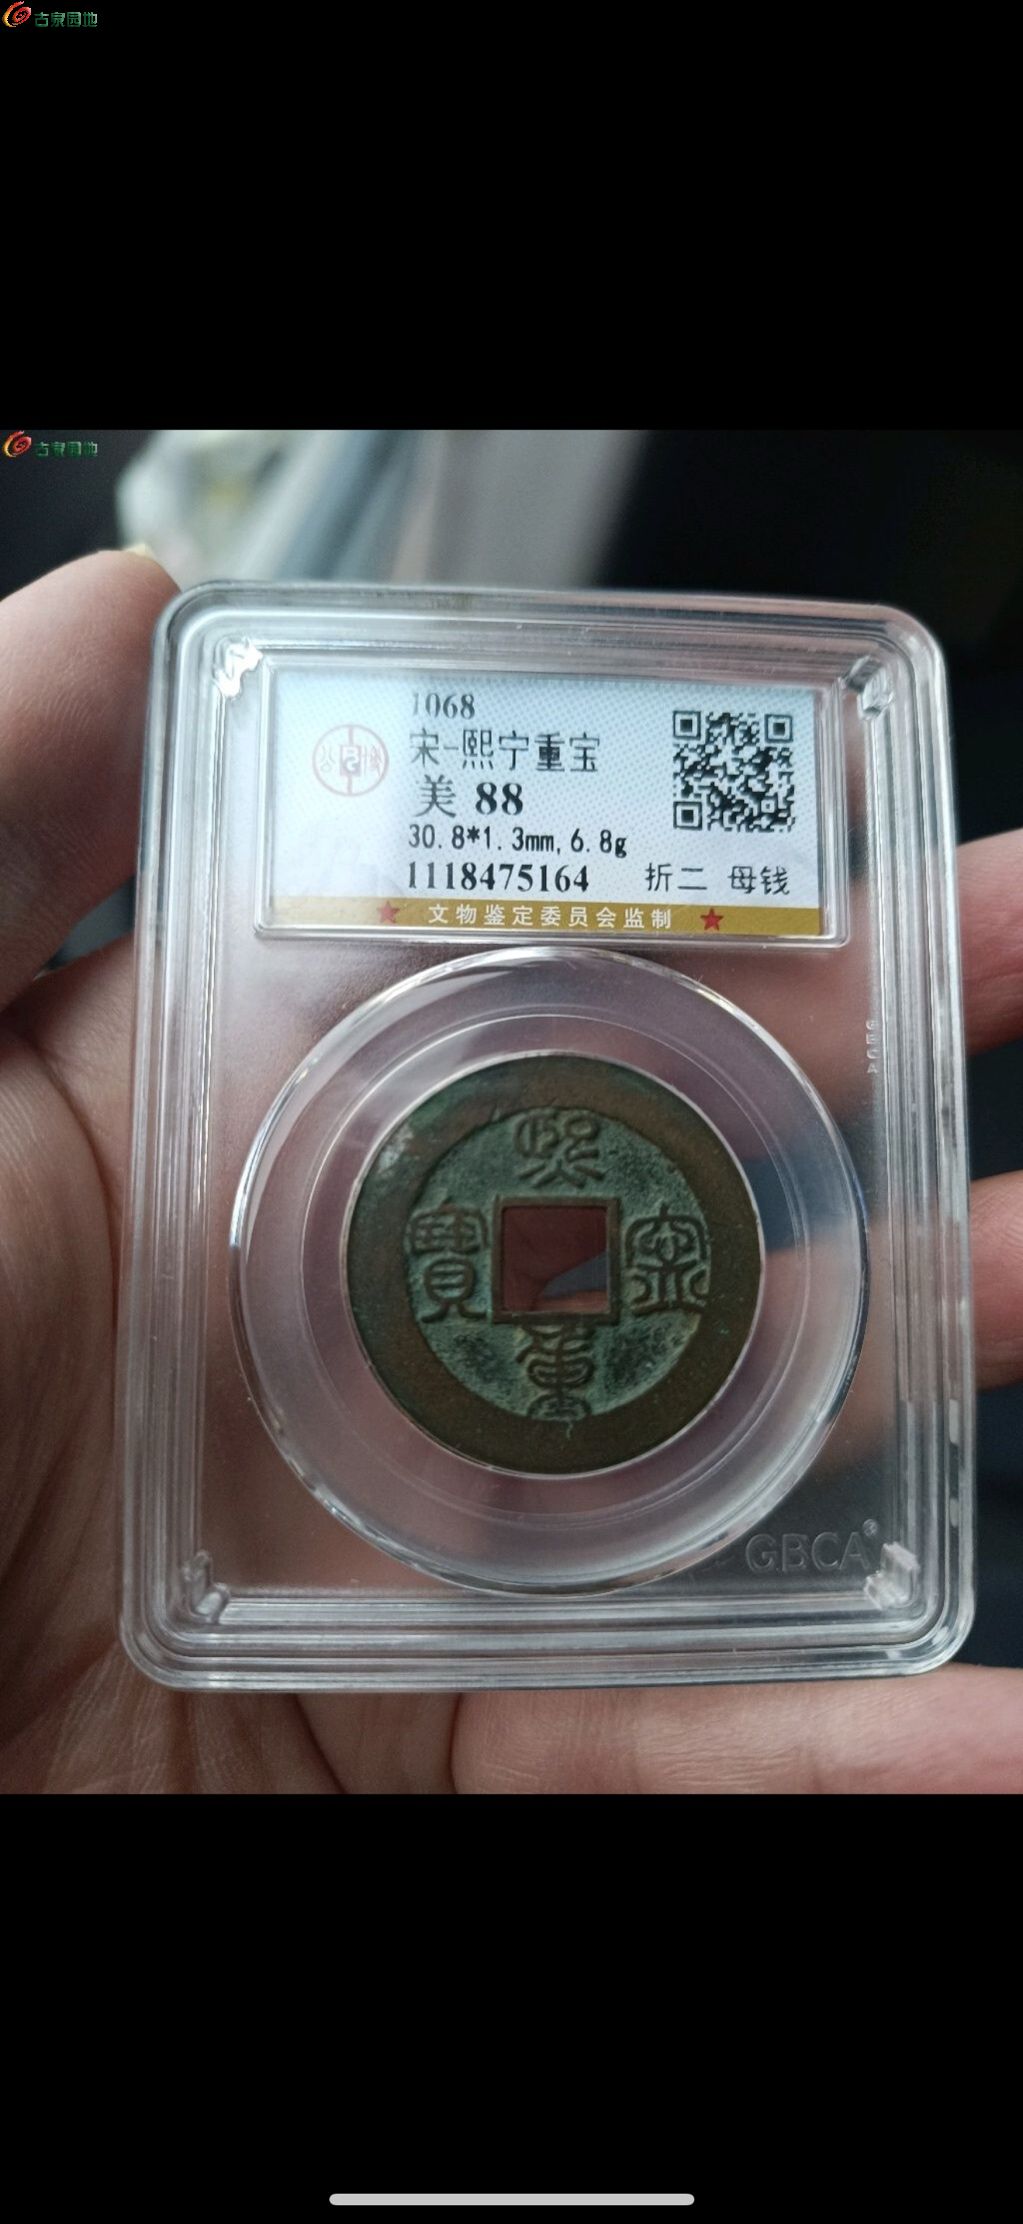 古泉园地
古泉园地
1068
宋-熙宁重宝
公博
美 88
30.8*1.3mm,6.8g
1118475164 折二 母钱
★ 文物鉴定委员会监制 ★
GBCA
熙
寶 寧
重
GBCA®